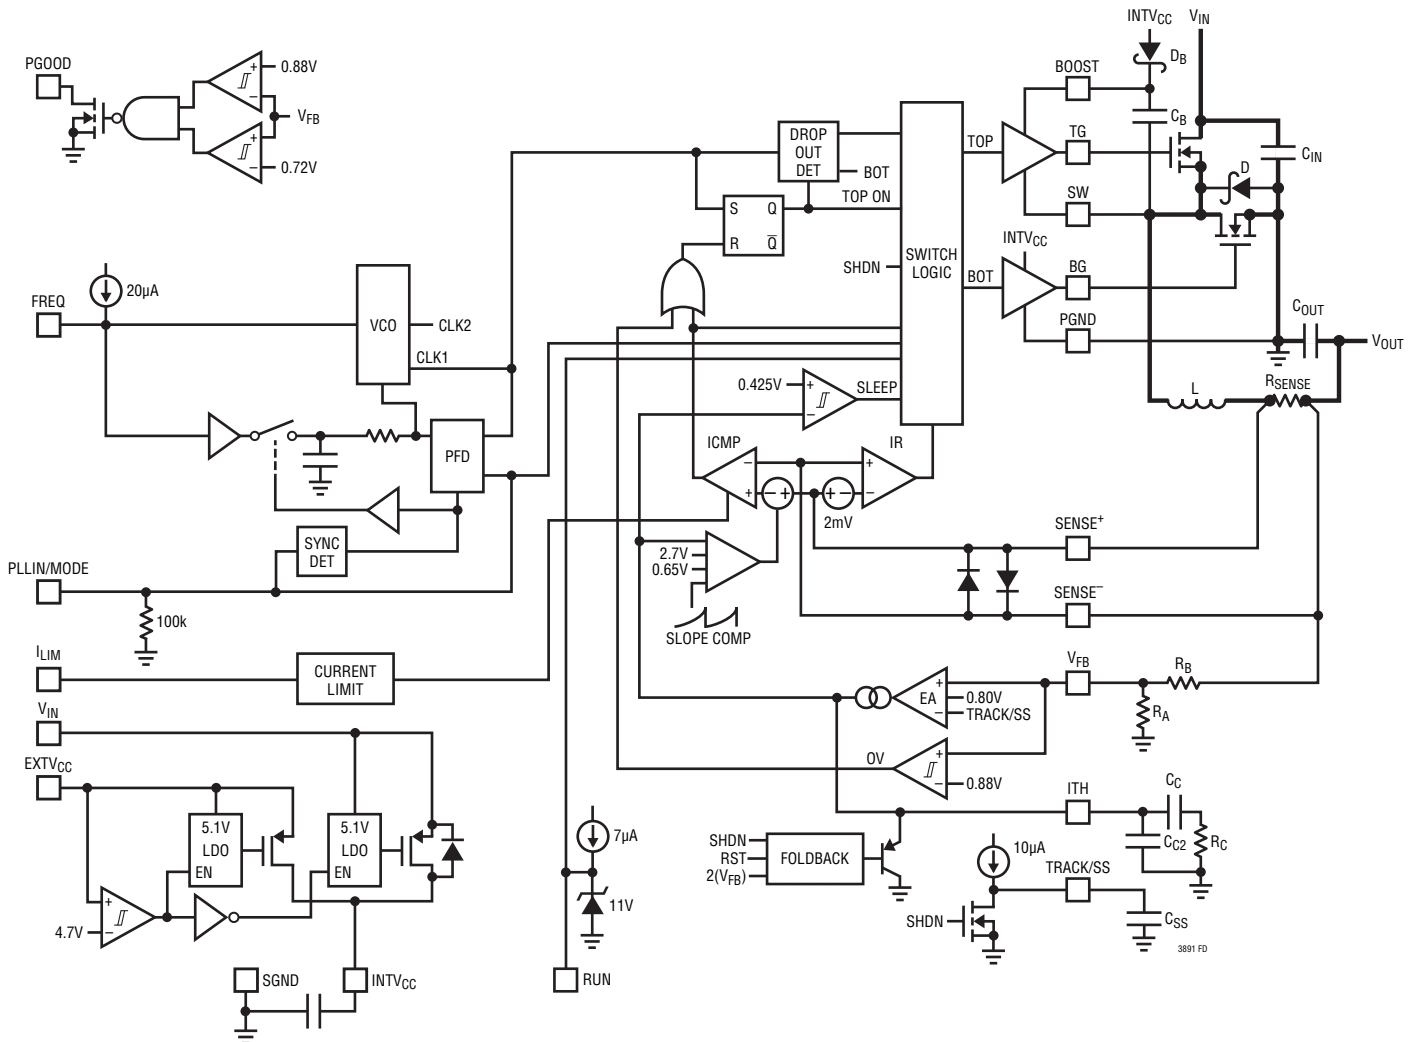 INTVCC
VIN
PGOOD
0.88V
DB
BOOST
+
−
VFB
CB
DROP
OUT
DET
TOP
TG
+
−
CIN
0.72V
BOT
D
TOP ON
SW
S
Q
R
Q̅
INTVCC
SWITCH
LOGIC
SHDN
BOT
BG
20µA
FREQ
VCO
CLK2
COUT
PGND
VOUT
CLK1
0.425V
+
−
SLEEP
L
RSENSE
ICMP
IR
PFD
−
+
+
−
− +
+ −
2mV
SENSE+
SYNC
DET
2.7V
0.65V
PLLIN/MODE
SENSE−
100k
SLOPE COMP
ILIM
CURRENT
LIMIT
VFB
RB
+
EA
0.80V
−
TRACK/SS
RA
VIN
EXTVCC
OV
+
−
0.88V
ITH
CC
5.1V
LDO
EN
5.1V
LDO
EN
7µA
SHDN
RST
2(VFB)
FOLDBACK
10µA
CC2
RC
TRACK/SS
+
−
4.7V
11V
SHDN
CSS
3891 FD
SGND
INTVCC
RUN